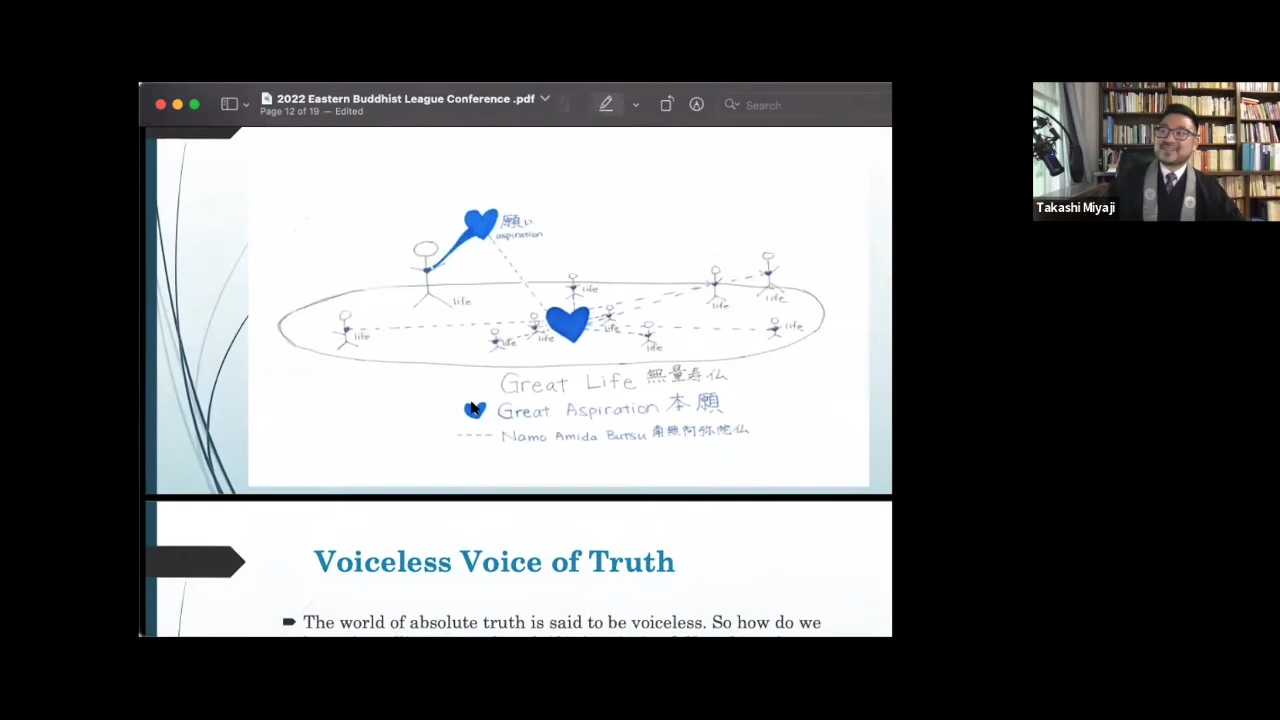 2022 Eastern Buddhist League Conference .pdf
Page 12 of 19 — Edited
Search
Takashi Miyaji
願い
aspiration
life
life
life
life
life
life
life
life
life
life
Great Life 無量寿仏
Great Aspiration 本願
Namo Amida Butsu 南無阿弥陀仏
Voiceless Voice of Truth
The world of absolute truth is said to be voiceless. So how do we